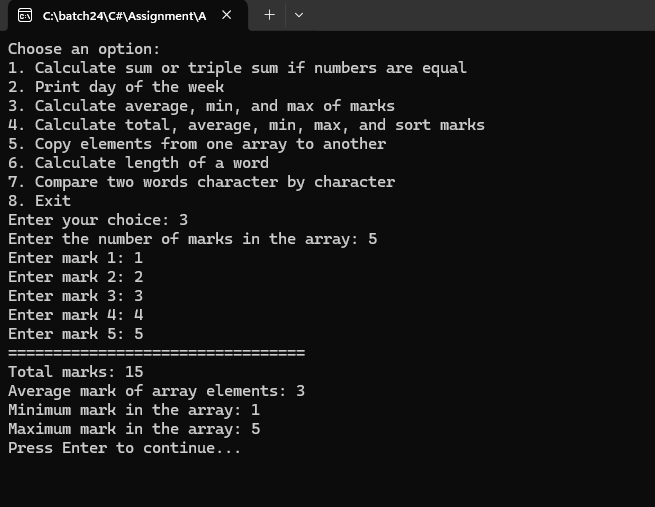 C:\batch24\C#\Assignment\A
Choose an option:
1. Calculate sum or triple sum if numbers are equal
2. Print day of the week
3. Calculate average, min, and max of marks
4. Calculate total, average, min, max, and sort marks
5. Copy elements from one array to another
6. Calculate length of a word
7. Compare two words character by character
8. Exit
Enter your choice: 3
Enter the number of marks in the array: 5
Enter mark 1: 1
Enter mark 2: 2
Enter mark 3: 3
Enter mark 4: 4
Enter mark 5: 5
=================================
Total marks: 15
Average mark of array elements: 3
Minimum mark in the array: 1
Maximum mark in the array: 5
Press Enter to continue...